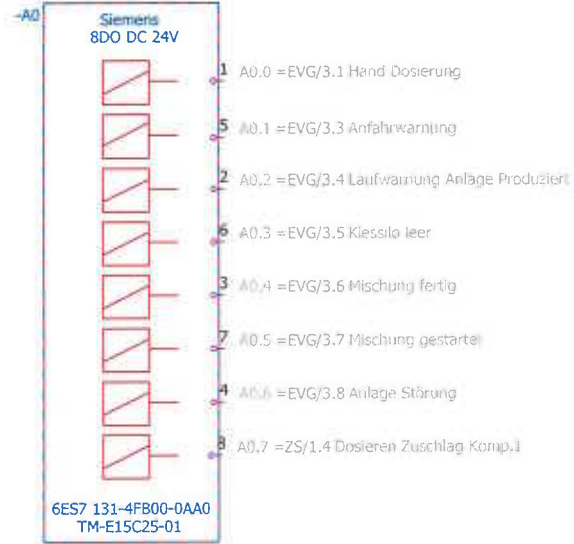 -A0
Siemens
8DO DC 24V
1 A0.0 =EVG/3.1 Hand Dosierung
5 A0.1 =EVG/3.3 Anfahrwarnung
2 A0.2 =EVG/3.4 Laufwarnung Anlage Produziert
6 A0.3 =EVG/3.5 Kiessilo leer
3 A0.4 =EVG/3.6 Mischung fertig
7 A0.5 =EVG/3.7 Mischung gestartet
4 A0.6 =EVG/3.8 Anlage Störung
8 A0.7 =ZS/1.4 Dosieren Zuschlag Komp.1
6ES7 131-4FB00-0AA0
TM-E15C25-01